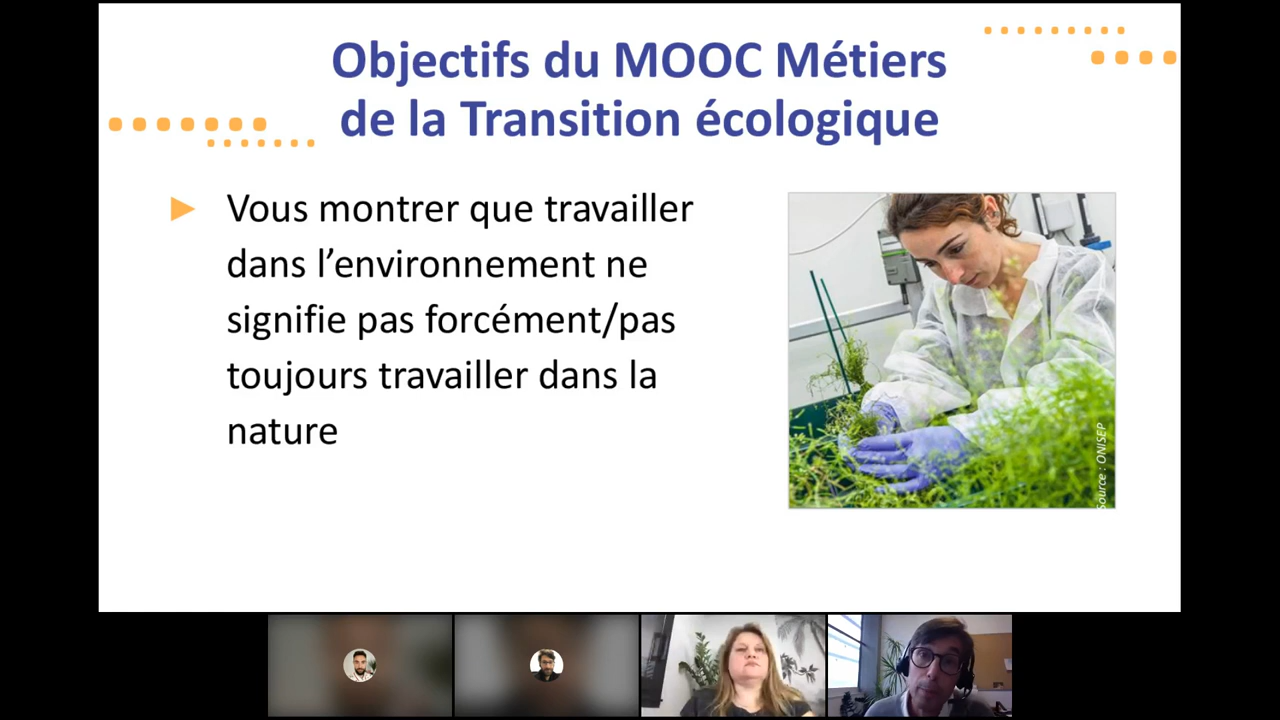 Objectifs du MOOC Métiers
de la Transition écologique
Vous montrer que travailler
dans l’environnement ne
signifie pas forcément/pas
toujours travailler dans la
nature
Source : ONISEP